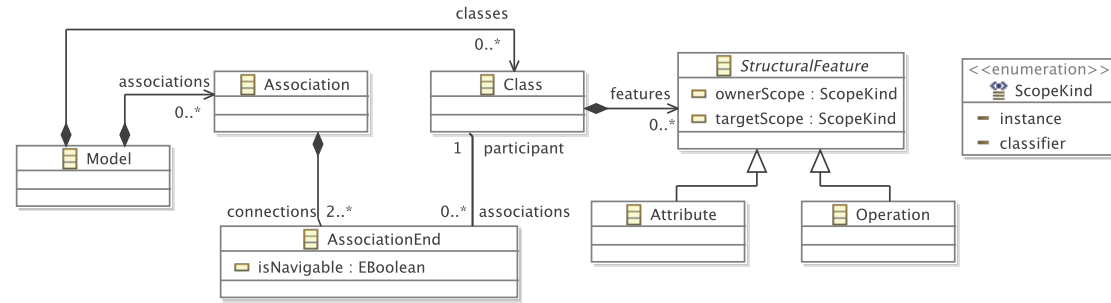 classes
0..*
associations
0..*
Association
Class
features
0..*
StructuralFeature
ownerScope : ScopeKind
targetScope : ScopeKind
<<enumeration>>
ScopeKind
instance
classifier
Model
1 participant
connections 2..*
0..* associations
AssociationEnd
isNavigable : EBoolean
Attribute
Operation